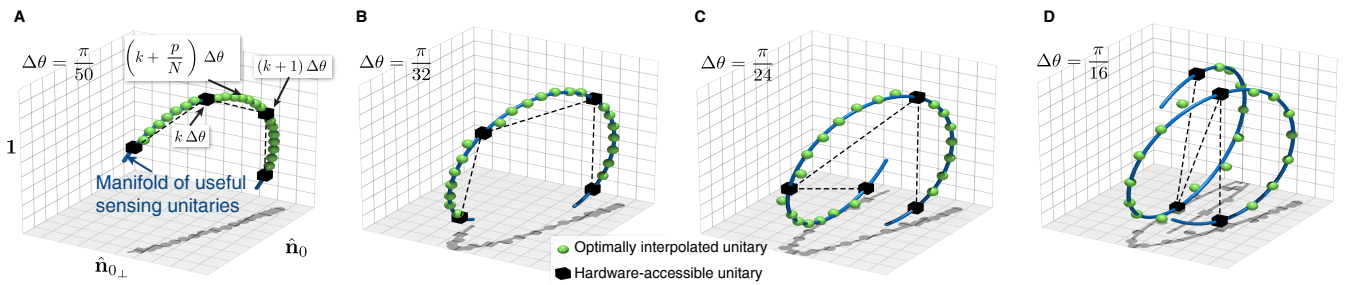 A
Δθ = π/50
(k + p/N) Δθ
(k+1) Δθ
k Δθ
1
Manifold of useful
sensing unitaries
n̂₀⊥
n̂₀
B
Δθ = π/32
C
Δθ = π/24
D
Δθ = π/16
Optimally interpolated unitary
Hardware-accessible unitary